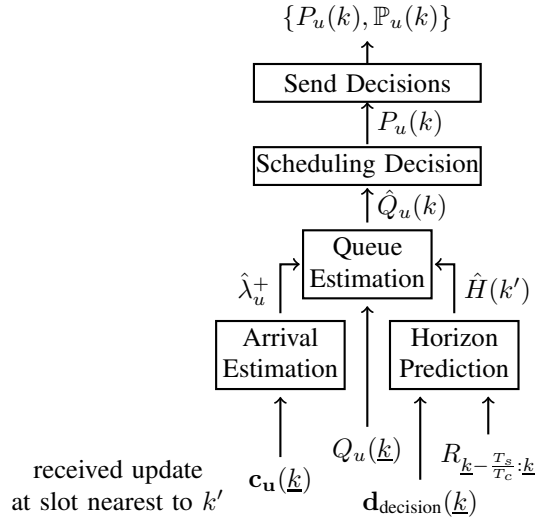 {P_u(k), ℙ_u(k)}
Send Decisions
P_u(k)
Scheduling Decision
Q̂_u(k)
Queue
Estimation
λ̂_u^+
Ĥ(k′)
Arrival
Estimation
Horizon
Prediction
received update
at slot nearest to k′
𝐜_𝐮(k̲)
Q_u(k̲)
𝐝_decision(k̲)
R_{k̲−T_s/T_c:k̲}